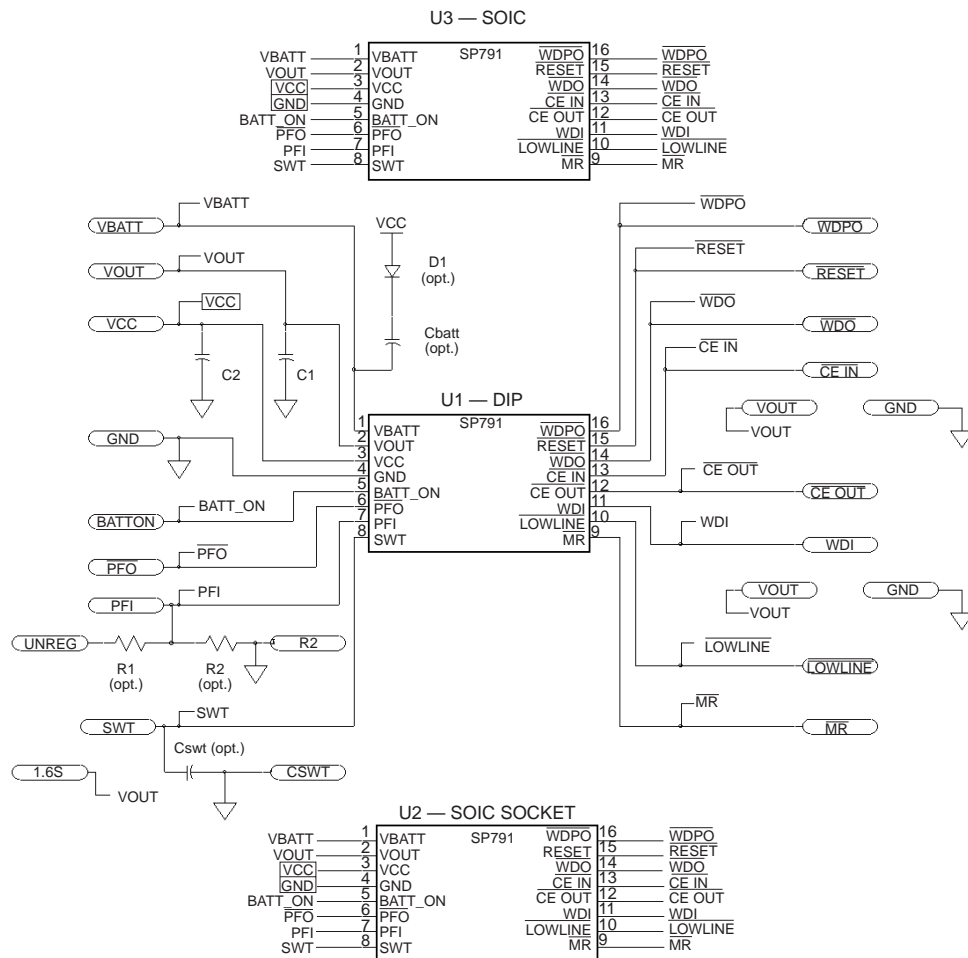 U3 — SOIC
SP791
VBATT 1 VBATT WDPO 16 WDPO
VOUT 2 VOUT RESET 15 RESET
VCC 3 VCC WDO 14 WDO
GND 4 GND CE IN 13 CE IN
BATT_ON 5 BATT_ON CE OUT 12 CE OUT
PFO 6 PFO WDI 11 WDI
PFI 7 PFI LOWLINE 10 LOWLINE
SWT 8 SWT MR 9 MR
VBATT
VBATT
VOUT
VOUT
VCC
VCC
C2
C1
VCC
D1
(opt.)
Cbatt
(opt.)
WDPO
WDPO
RESET
RESET
WDO
WDO
CE IN
CE IN
U1 — DIP
SP791
1 VBATT WDPO 16
2 VOUT RESET 15
3 VCC WDO 14
4 GND CE IN 13
5 BATT_ON CE OUT 12
6 PFO WDI 11
7 PFI LOWLINE 10
8 SWT MR 9
VOUT
VOUT
GND
GND
CE OUT
CE OUT
BATT_ON
BATTON
WDI
WDI
PFO
PFO
PFI
PFI
VOUT
VOUT
GND
UNREG
R1
(opt.)
R2
(opt.)
R2
LOWLINE
LOWLINE
SWT
SWT
MR
MR
Cswt (opt.)
1.6S
VOUT
CSWT
U2 — SOIC SOCKET
SP791
VBATT 1 VBATT WDPO 16 WDPO
VOUT 2 VOUT RESET 15 RESET
VCC 3 VCC WDO 14 WDO
GND 4 GND CE IN 13 CE IN
BATT_ON 5 BATT_ON CE OUT 12 CE OUT
PFO 6 PFO WDI 11 WDI
PFI 7 PFI LOWLINE 10 LOWLINE
SWT 8 SWT MR 9 MR